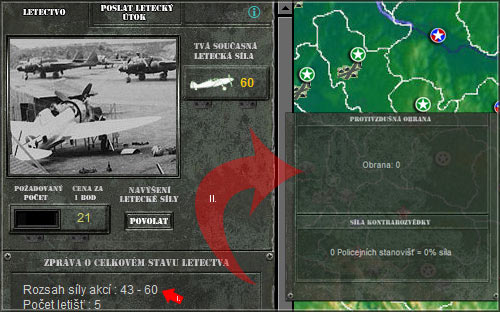 LETECTVO
POSLAT LETECKÝ
ÚTOK
i
TVÁ SOUČASNÁ
LETECKÁ SÍLA
60
POŽADOVANÝ
POČET
CENA ZA
1 BOD
21
NAVÝŠENÍ
LETECKÉ SÍLY
POVOLAT
II.
ZPRÁVA O CELKOVÉM STAVU LETECTVA
Rozsah síly akcí : 43 - 60
I.
Počet letišť : 5
PROTIVZDUŠNÁ OBRANA
Obrana: 0
SÍLA KONTRAROZVĚDKY
0 Policejních stanovišť = 0% síla